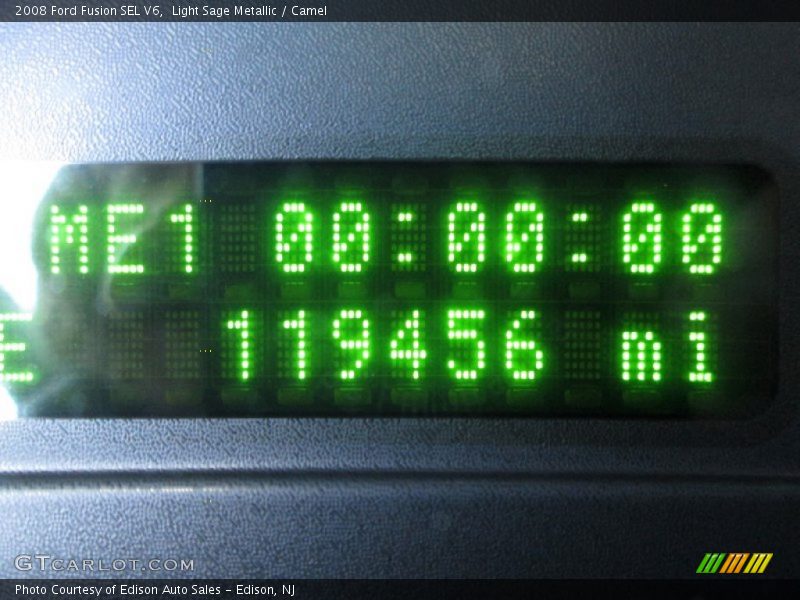 2008 Ford Fusion SEL V6,  Light Sage Metallic / Camel
ME1 00:00:00
E 119456 mi
GTCARLOT.COM
Photo Courtesy of Edison Auto Sales - Edison, NJ